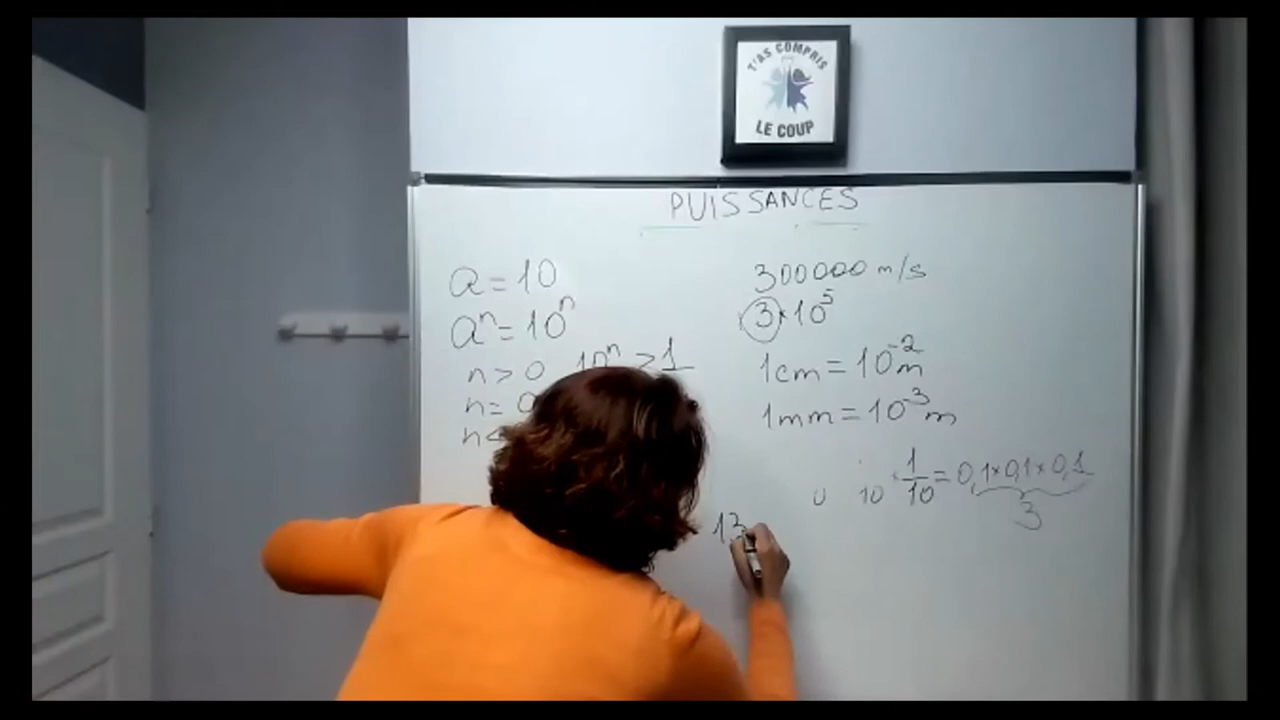 T'AS COMPRIS
LE COUP
PUISSANCES
a = 10
aⁿ = 10ⁿ
n > 0 10ⁿ > 1
n =
n <
300000 m/s
3 × 10⁵
1cm = 10⁻² m
1mm = 10⁻³ m
10 1/10 = 0,1 × 0,1 × 0,1
3